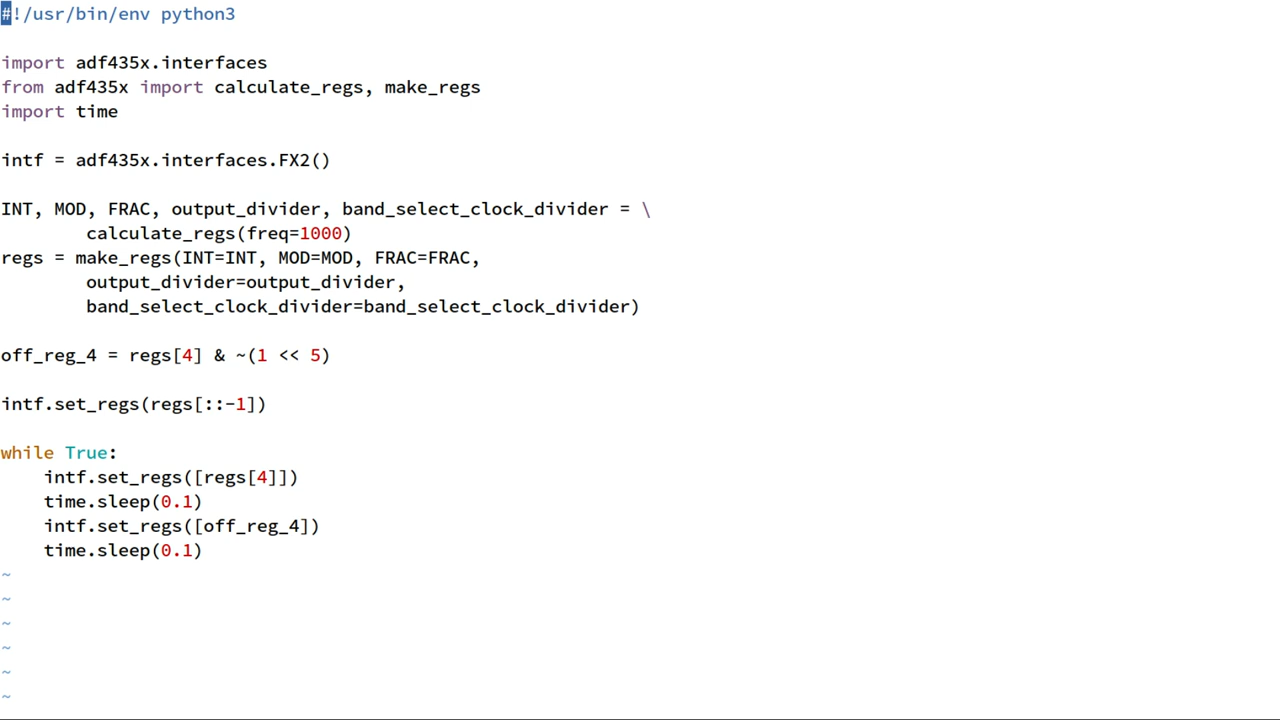 #!/usr/bin/env python3

import adf435x.interfaces
from adf435x import calculate_regs, make_regs
import time

intf = adf435x.interfaces.FX2()

INT, MOD, FRAC, output_divider, band_select_clock_divider = \
        calculate_regs(freq=1000)
regs = make_regs(INT=INT, MOD=MOD, FRAC=FRAC,
        output_divider=output_divider,
        band_select_clock_divider=band_select_clock_divider)

off_reg_4 = regs[4] & ~(1 << 5)

intf.set_regs(regs[::-1])

while True:
    intf.set_regs([regs[4]])
    time.sleep(0.1)
    intf.set_regs([off_reg_4])
    time.sleep(0.1)
~
~
~
~
~
~